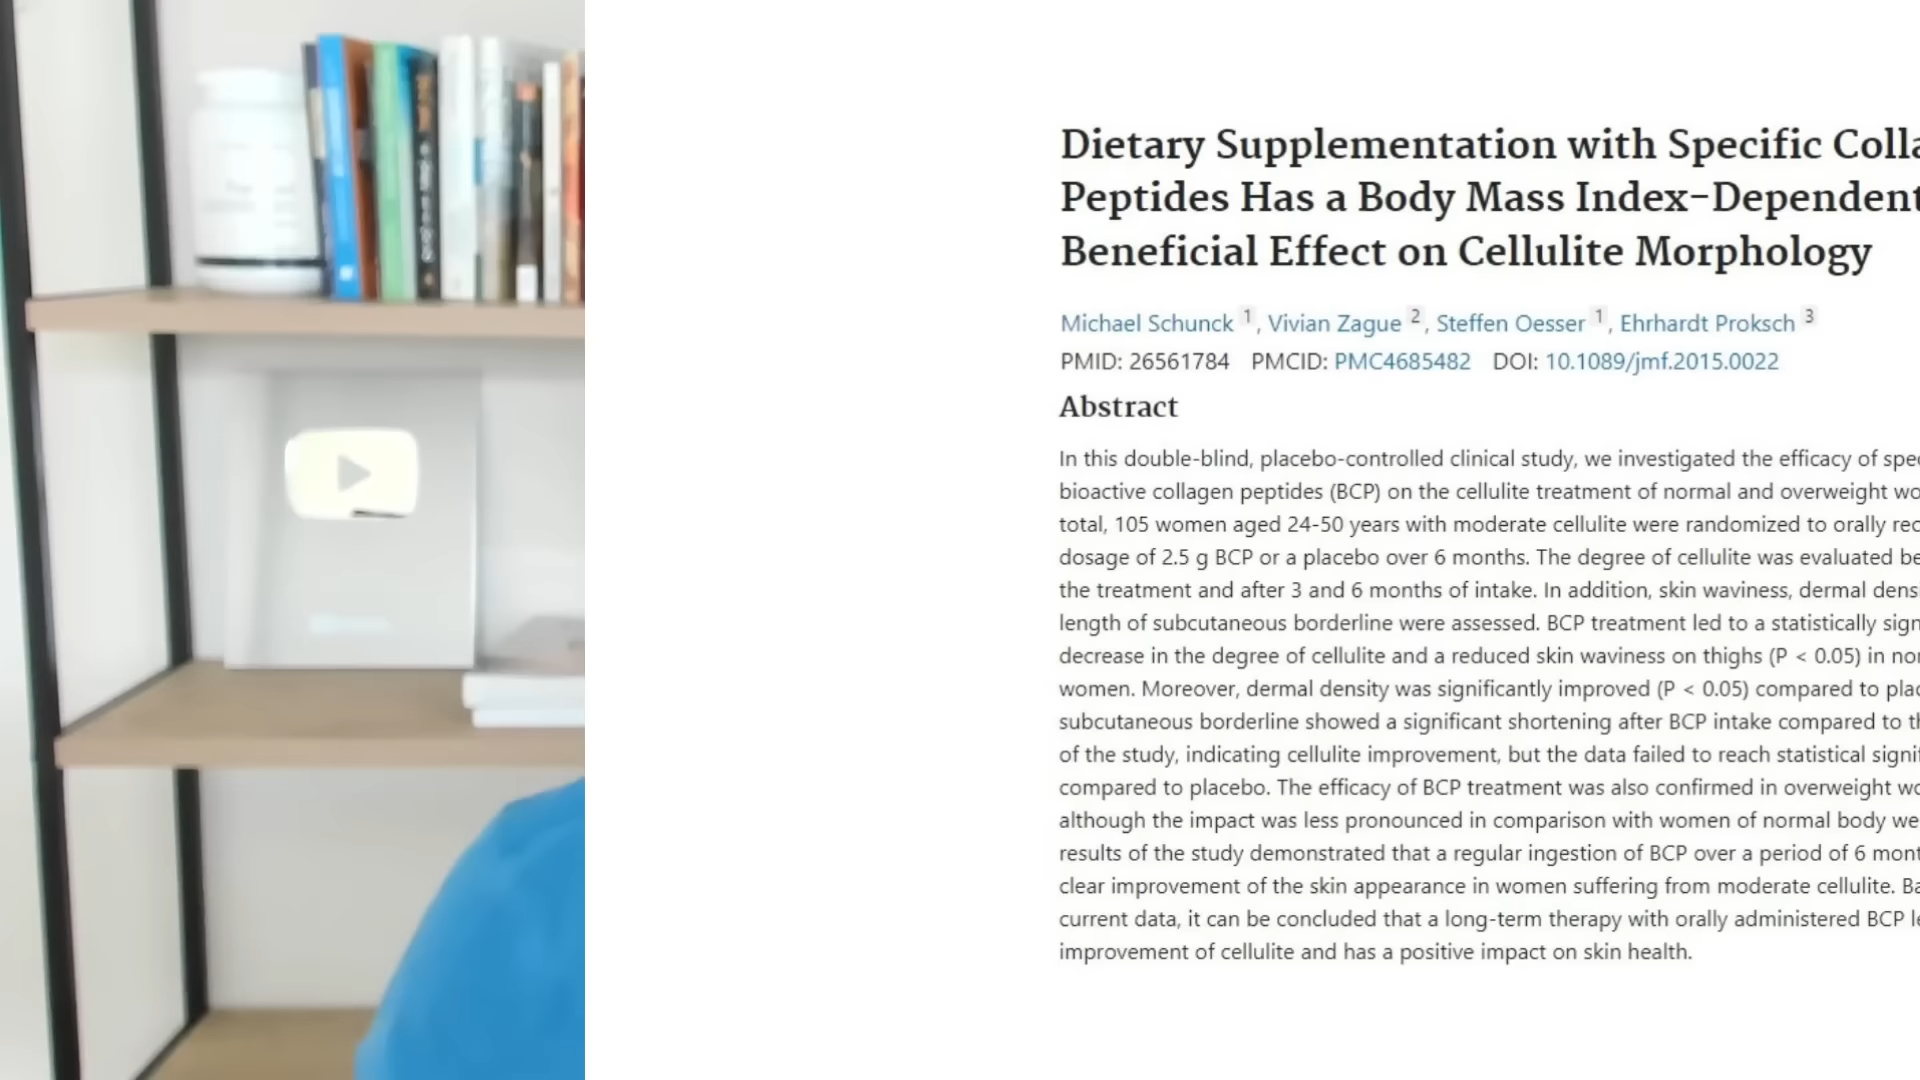 Dietary Supplementation with Specific Colla
Peptides Has a Body Mass Index-Dependent
Beneficial Effect on Cellulite Morphology
Michael Schunck 1, Vivian Zague 2, Steffen Oesser 1, Ehrhardt Proksch 3
PMID: 26561784 PMCID: PMC4685482 DOI: 10.1089/jmf.2015.0022
Abstract
In this double-blind, placebo-controlled clinical study, we investigated the efficacy of spec
bioactive collagen peptides (BCP) on the cellulite treatment of normal and overweight wo
total, 105 women aged 24-50 years with moderate cellulite were randomized to orally rec
dosage of 2.5 g BCP or a placebo over 6 months. The degree of cellulite was evaluated be
the treatment and after 3 and 6 months of intake. In addition, skin waviness, dermal dens
length of subcutaneous borderline were assessed. BCP treatment led to a statistically sign
decrease in the degree of cellulite and a reduced skin waviness on thighs (P < 0.05) in nor
women. Moreover, dermal density was significantly improved (P < 0.05) compared to plac
subcutaneous borderline showed a significant shortening after BCP intake compared to th
of the study, indicating cellulite improvement, but the data failed to reach statistical signif
compared to placebo. The efficacy of BCP treatment was also confirmed in overweight wo
although the impact was less pronounced in comparison with women of normal body we
results of the study demonstrated that a regular ingestion of BCP over a period of 6 mont
clear improvement of the skin appearance in women suffering from moderate cellulite. Ba
current data, it can be concluded that a long-term therapy with orally administered BCP le
improvement of cellulite and has a positive impact on skin health.